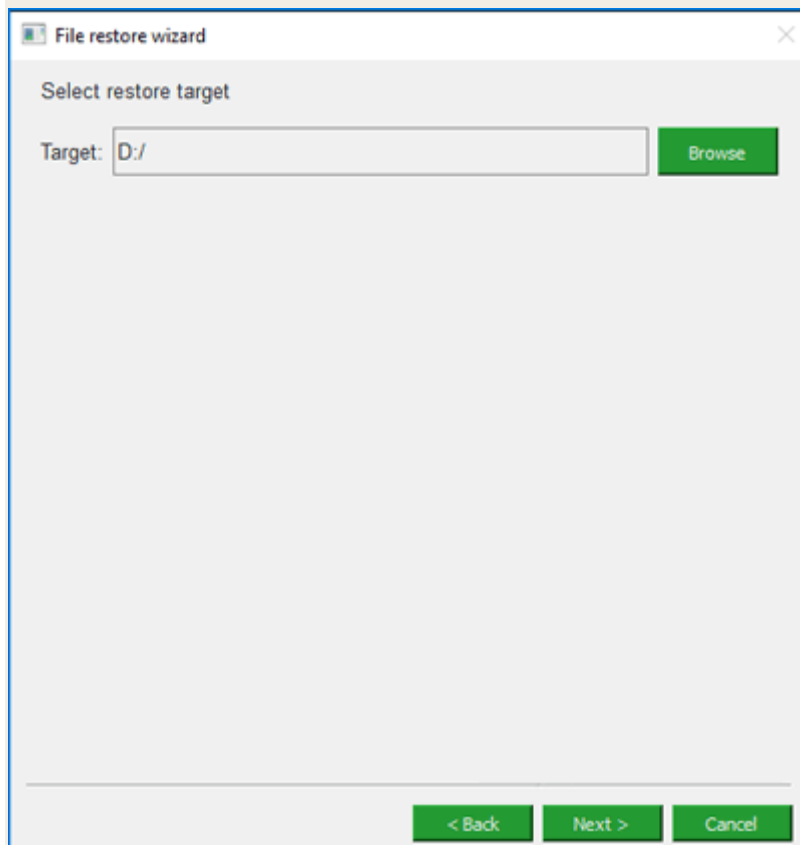 File restore wizard
Select restore target
Target: D:/ Browse
< Back Next > Cancel